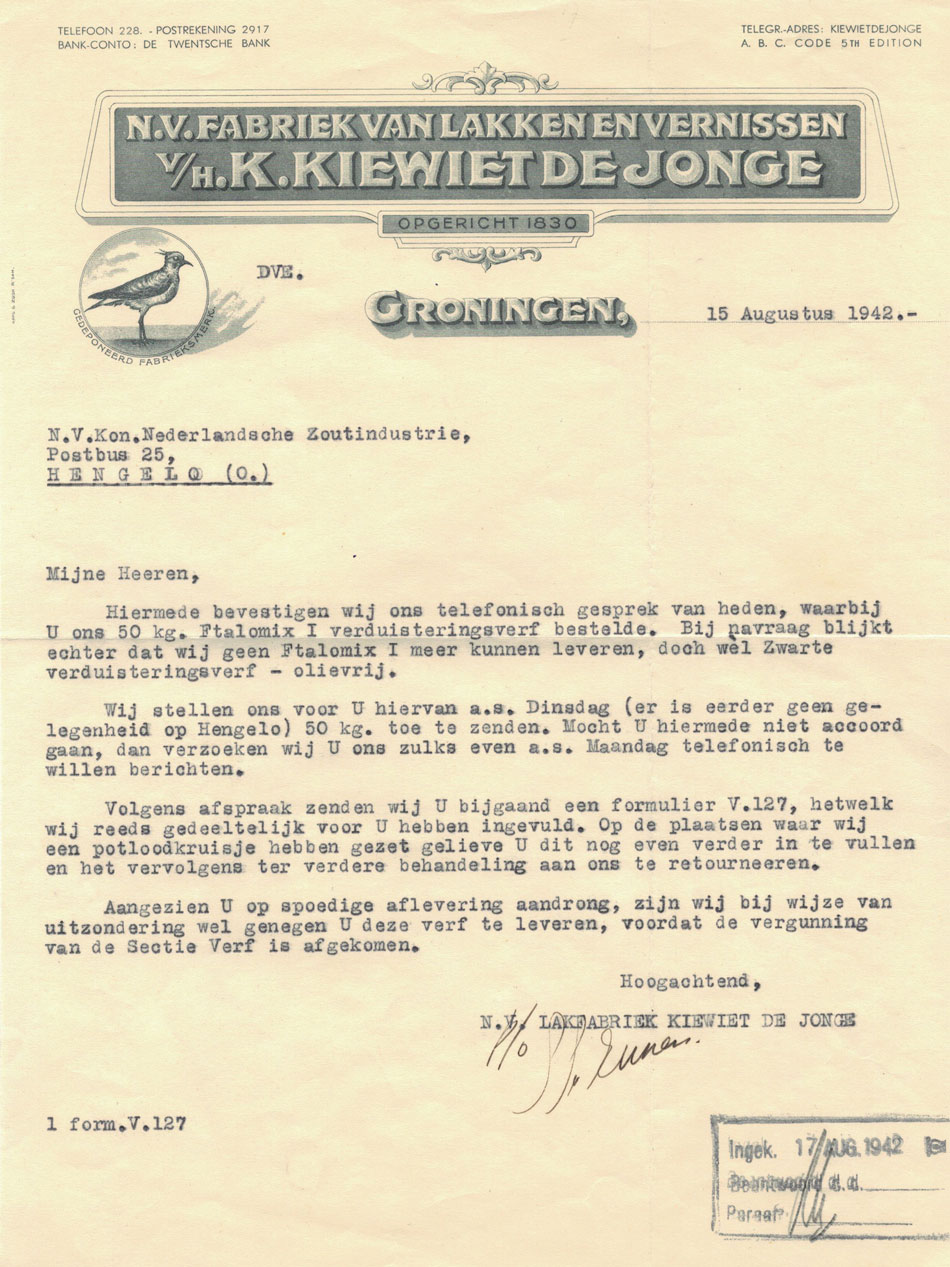 TELEFOON 228. - POSTREKENING 2917
BANK-CONTO: DE TWENTSCHE BANK
TELEGR.-ADRES: KIEWITDEJONGE
A. B. C. CODE 5TH EDITION
N.V. FABRIEK VAN LAKKEN EN VERNISSEN
V/H. K. KIEWIET DE JONGE
OPGERICHT 1830
GEDEPONEERD FABRIEKSMERK
DVE.
GRONINGEN,
15 Augustus 1942.-
N.V.Kon.Nederlandsche Zoutindustrie,
Postbus 25,
H E N G E L O (O.)
Mijne Heeren,
Hiermede bevestigen wij ons telefonisch gesprek van heden, waarbij
U ons 50 kg. Ftalomix I verduisteringsverf bestelde. Bij navraag blijkt
echter dat wij geen Ftalomix I meer kunnen leveren, doch wèl Zwarte
verduisteringsverf - olievrij.
Wij stellen ons voor U hiervan a.s. Dinsdag (er is eerder geen ge-
legenheid op Hengelo) 50 kg. toe te zenden. Mocht U hiermede niet accoord
gaan, dan verzoeken wij U ons zulks even a.s. Maandag telefonisch te
willen berichten.
Volgens afspraak zenden wij U bijgaand een formulier V.127, hetwelk
wij reeds gedeeltelijk voor U hebben ingevuld. Op de plaatsen waar wij
een potloodkruisje hebben gezet gelieve U dit nog even verder in te vullen
en het vervolgens ter verdere behandeling aan ons te retourneeren.
Aangezien U op spoedige aflevering aandrong, zijn wij bij wijze van
uitzondering wel genegen U deze verf te leveren, voordat de vergunning
van de Sectie Verf is afgekomen.
Hoogachtend,
N.V. LAKFABRIEK KIEWIET DE JONGE
P/o
1 form.V.127
Ingek. 17 AUG. 1942
Beantwoord d.d.
Paraaf